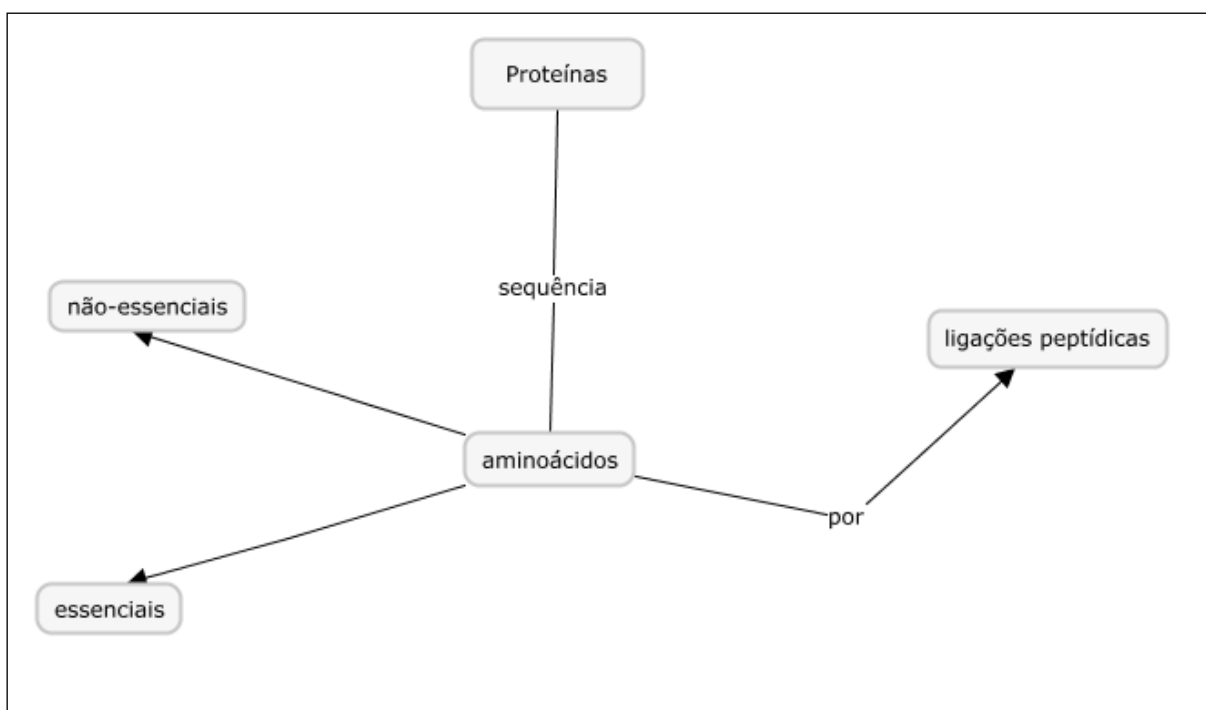 Proteínas
sequência
não-essenciais
ligações peptídicas
aminoácidos
por
essenciais